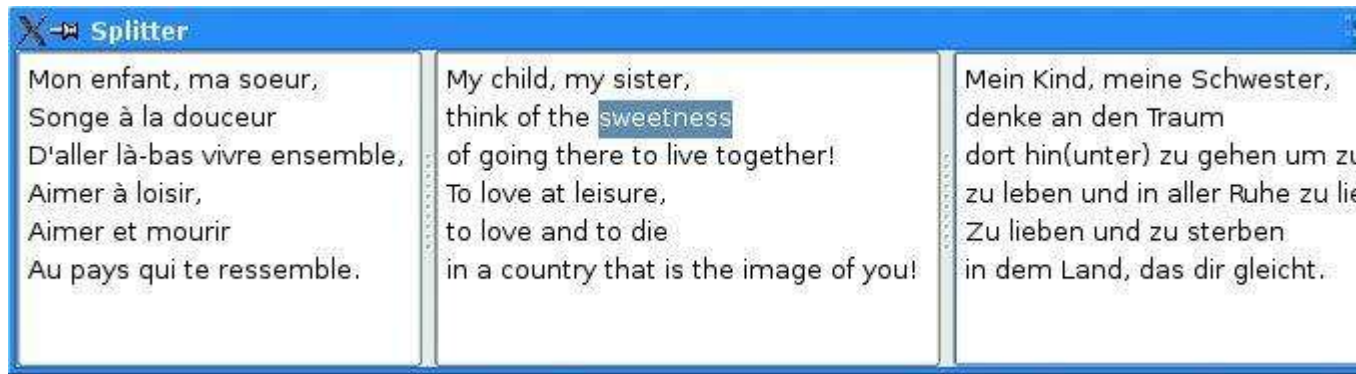 Splitter
Mon enfant, ma soeur,
Songe à la douceur
D'aller là-bas vivre ensemble,
Aimer à loisir,
Aimer et mourir
Au pays qui te ressemble.
My child, my sister,
think of the sweetness
of going there to live together!
To love at leisure,
to love and to die
in a country that is the image of you!
Mein Kind, meine Schwester,
denke an den Traum
dort hin(unter) zu gehen um zu
zu leben und in aller Ruhe zu
Zu lieben und zu sterben
in dem Land, das dir gleicht.